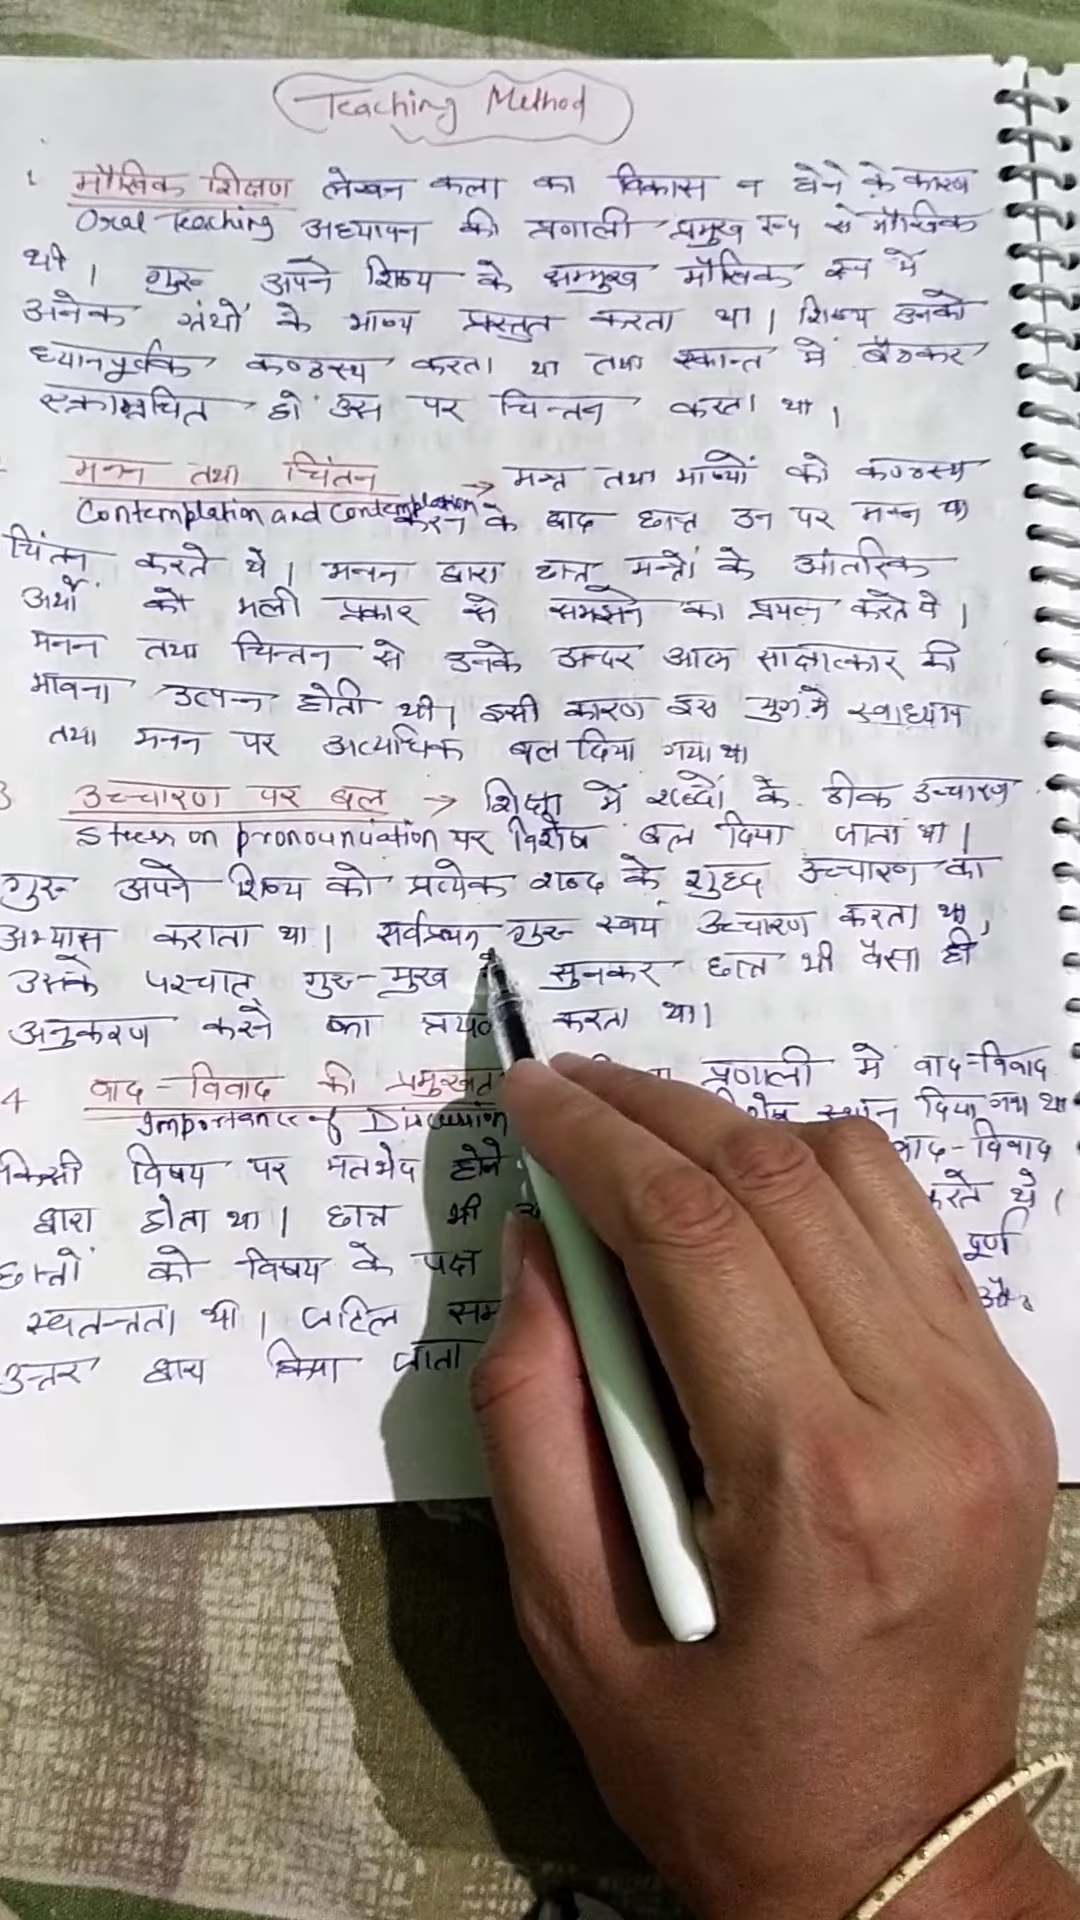 Teaching Method
1 मौखिक शिक्षण लेखन कला का विकास न होने के कारण
Oral Teaching अध्यापन की प्रणाली प्रमुख रूप से मौखिक
थी । गुरू अपने शिष्य के सम्मुख मौखिक रूप में
अनेक ग्रंथों के भाष्य प्रस्तुत करता था । शिष्य उनको
ध्यानपूर्वक कण्ठस्थ करता था तथा एकान्त में बैठकर
एकाग्रचित हो उस पर चिन्तन करता था ।
मनन तथा चिंतन → मन्त्र तथा भाष्यों को कण्ठस्थ
Contemplation and Contemplation करने के बाद छात्र उन पर मनन
चिंतन करते थे । मनन द्वारा छात्र मन्त्रों के आंतरिक
अर्थों को भली प्रकार से समझने का प्रयत्न करते थे ।
मनन तथा चिन्तन से उनके अन्दर आत्म साक्षात्कार की
भावना उत्पन्न होती थी । इसी कारण इस युग में स्वाध्याय
तथा मनन पर अत्यधिक बल दिया गया था
3 उच्चारण पर बल → शिक्षा में शब्दों के ठीक उच्चारण
Stress on pronounuciation पर विशेष बल दिया जाता था ।
गुरू अपने शिष्य को प्रत्येक शब्द के शुद्ध उच्चारण का
अभ्यास कराता था । सर्वप्रथम गुरू स्वयं उच्चारण करता था,
उसके पश्चात गुरू-मुख सुनकर छात्र भी वैसा ही
अनुकरण करने का प्रयत्न करता था ।
4 वाद-विवाद की प्रणाली में वाद-विवाद
Importance of Discussion स्थान दिया गया था
किसी विषय पर मतभेद होने वाद-विवाद
द्वारा होता था । छात्र भी करते थे ।
छात्रों को विषय के पक्ष पूर्ण
स्वतन्त्रता थी । जटिल और
उत्तर द्वारा किया जाता